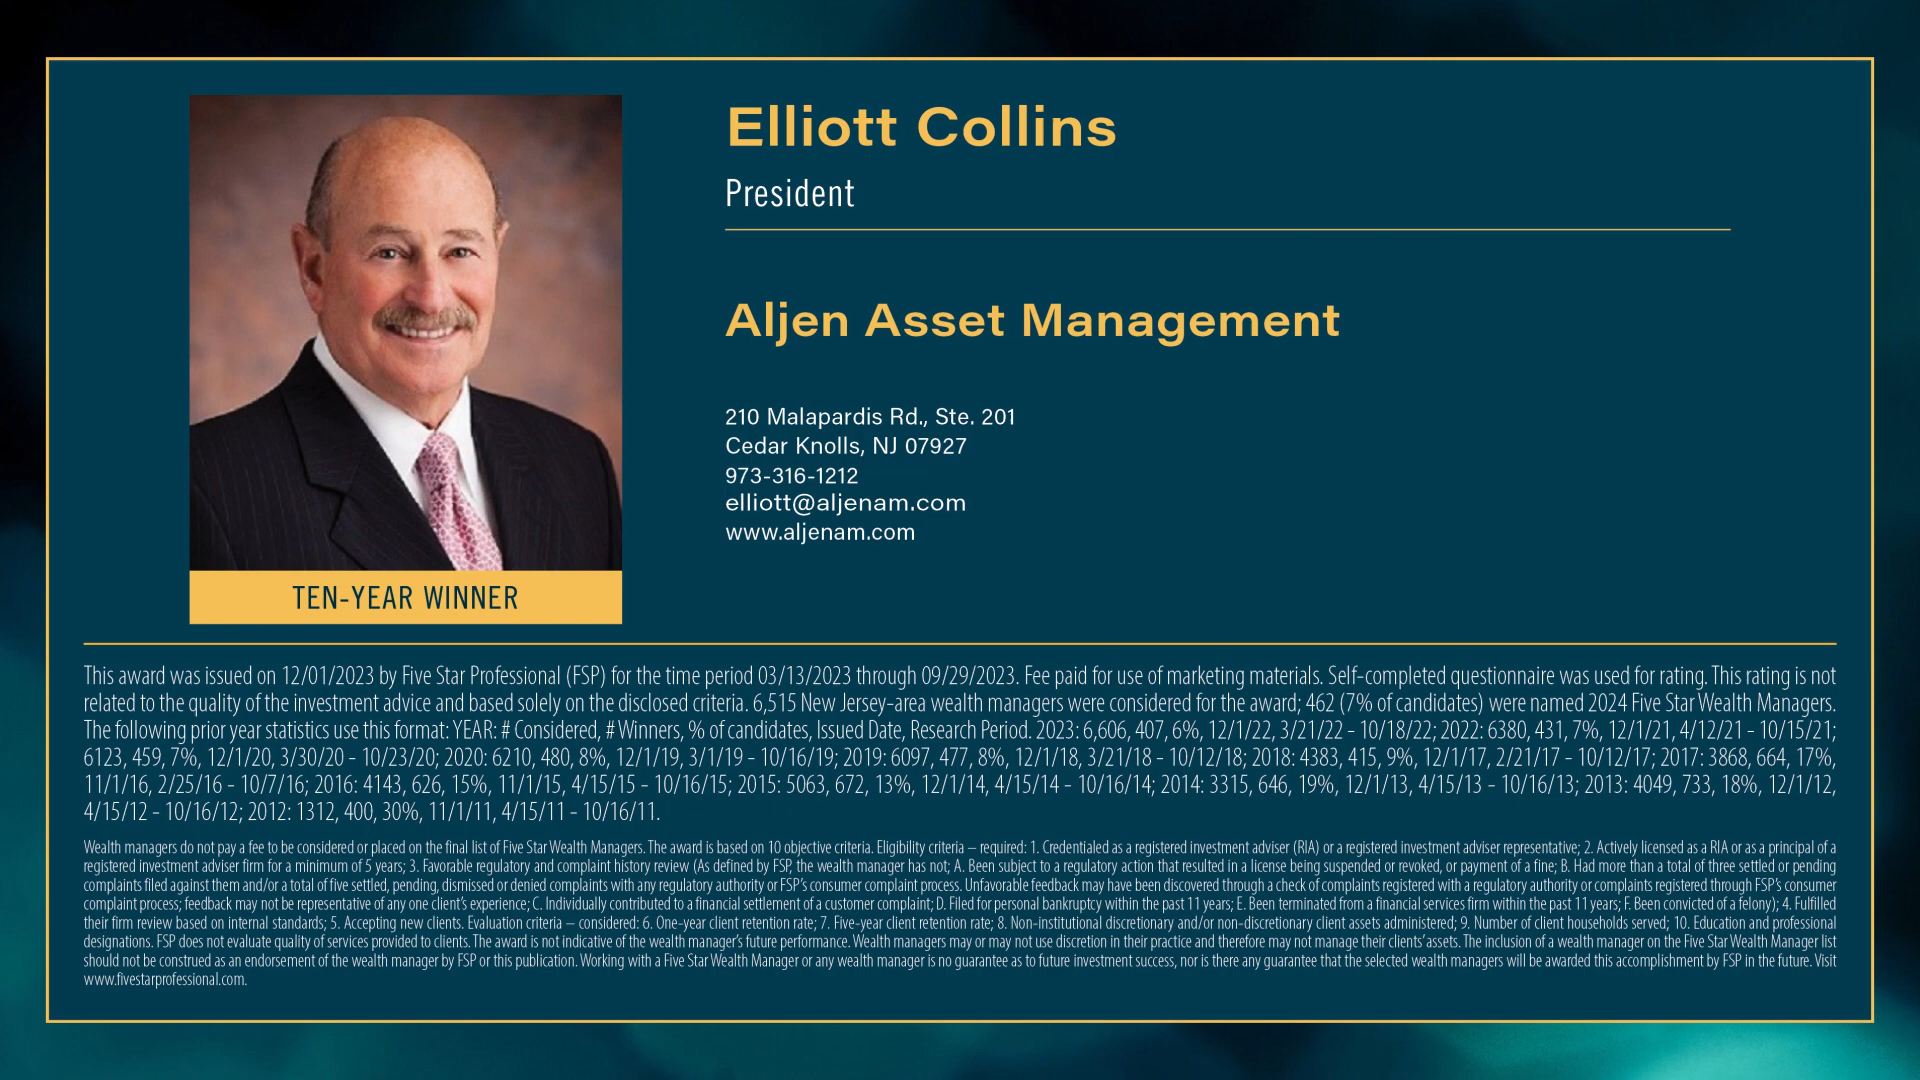 Elliott Collins
President
Aljen Asset Management
210 Malapardis Rd., Ste. 201
Cedar Knolls, NJ 07927
973-316-1212
elliott@aljenam.com
www.aljenam.com
TEN-YEAR WINNER
This award was issued on 12/01/2023 by Five Star Professional (FSP) for the time period 03/13/2023 through 09/29/2023. Fee paid for use of marketing materials. Self-completed questionnaire was used for rating. This rating is not
related to the quality of the investment advice and based solely on the disclosed criteria. 6,515 New Jersey-area wealth managers were considered for the award; 462 (7% of candidates) were named 2024 Five Star Wealth Managers.
The following prior year statistics use this format: YEAR: # Considered, # Winners, % of candidates, Issued Date, Research Period. 2023: 6,606, 407, 6%, 12/1/22, 3/21/22 - 10/18/22; 2022: 6380, 431, 7%, 12/1/21, 4/12/21 - 10/15/21;
6123, 459, 7%, 12/1/20, 3/30/20 - 10/23/20; 2020: 6210, 480, 8%, 12/1/19, 3/1/19 - 10/16/19; 2019: 6097, 477, 8%, 12/1/18, 3/21/18 - 10/12/18; 2018: 4383, 415, 9%, 12/1/17, 2/21/17 - 10/12/17; 2017: 3868, 664, 17%,
11/1/16, 2/25/16 - 10/7/16; 2016: 4143, 626, 15%, 11/1/15, 4/15/15 - 10/16/15; 2015: 5063, 672, 13%, 12/1/14, 4/15/14 - 10/16/14; 2014: 3315, 646, 19%, 12/1/13, 4/15/13 - 10/16/13; 2013: 4049, 733, 18%, 12/1/12,
4/15/12 - 10/16/12; 2012: 1312, 400, 30%, 11/1/11, 4/15/11 - 10/16/11.
Wealth managers do not pay a fee to be considered or placed on the final list of Five Star Wealth Managers. The award is based on 10 objective criteria. Eligibility criteria – required: 1. Credentialed as a registered investment adviser (RIA) or a registered investment adviser representative; 2. Actively licensed as a RIA or as a principal of a
registered investment adviser firm for a minimum of 5 years; 3. Favorable regulatory and complaint history review (As defined by FSP, the wealth manager has not; A. Been subject to a regulatory action that resulted in a license being suspended or revoked, or payment of a fine; B. Had more than a total of three settled or pending
complaints filed against them and/or a total of five settled, pending, dismissed or denied complaints with any regulatory authority or FSP's consumer complaint process. Unfavorable feedback may have been discovered through a check of complaints registered with a regulatory authority or complaints registered through FSP's consumer
complaint process; feedback may not be representative of any one client's experience; C. Individually contributed to a financial settlement of a customer complaint; D. Filed for personal bankruptcy within the past 11 years; E. Been terminated from a financial services firm within the past 11 years; F. Been convicted of a felony); 4. Fulfilled
their firm review based on internal standards; 5. Accepting new clients. Evaluation criteria – considered: 6. One-year client retention rate; 7. Five-year client retention rate; 8. Non-institutional discretionary and/or non-discretionary client assets administered; 9. Number of client households served; 10. Education and professional
designations. FSP does not evaluate quality of services provided to clients. The award is not indicative of the wealth manager's future performance. Wealth managers may or may not use discretion in their practice and therefore may not manage their clients' assets. The inclusion of a wealth manager on the Five Star Wealth Manager list
should not be construed as an endorsement of the wealth manager by FSP or this publication. Working with a Five Star Wealth Manager or any wealth manager is no guarantee as to future investment success, nor is there any guarantee that the selected wealth managers will be awarded this accomplishment by FSP in the future. Visit
www.fivestarprofessional.com.